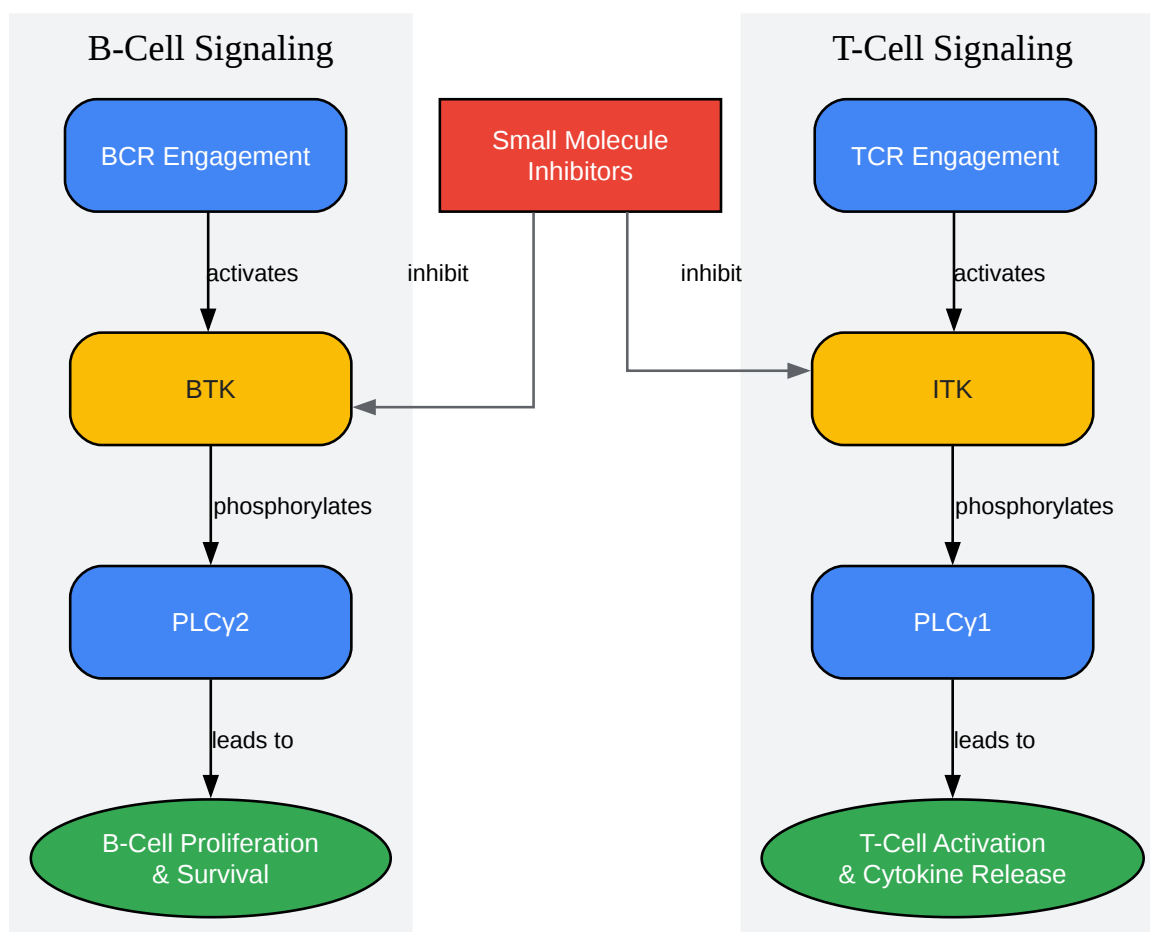 B-Cell Signaling
BCR Engagement
activates
BTK
phosphorylates
PLCγ2
leads to
B-Cell Proliferation
& Survival
Small Molecule
Inhibitors
inhibit
inhibit
T-Cell Signaling
TCR Engagement
activates
ITK
phosphorylates
PLCγ1
leads to
T-Cell Activation
& Cytokine Release